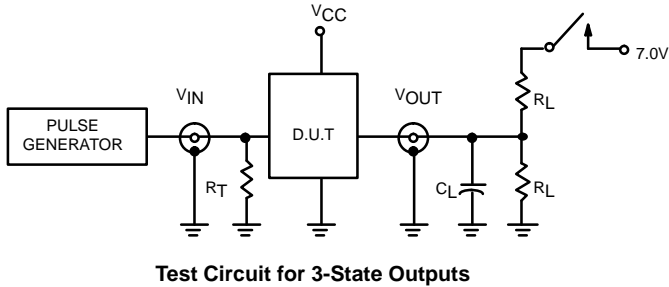 VCC
7.0V
VIN
VOUT
RL
PULSE
GENERATOR
D.U.T
RT
CL
RL
Test Circuit for 3-State Outputs